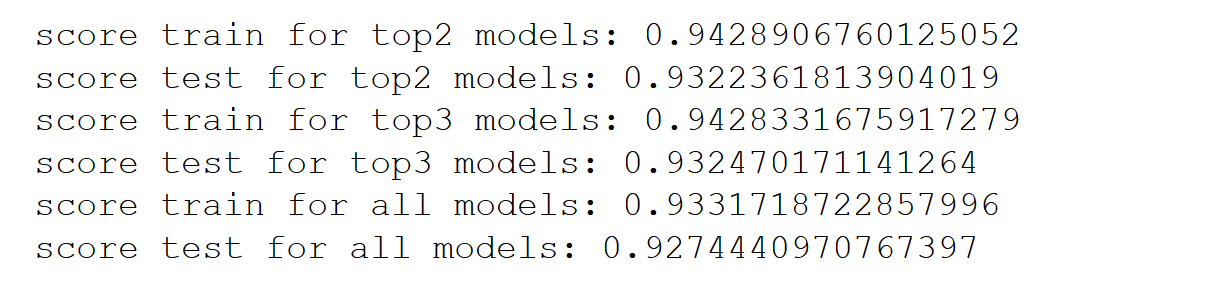 score train for top2 models: 0.9428906760125052
score test for top2 models: 0.9322361813904019
score train for top3 models: 0.9428331675917279
score test for top3 models: 0.932470171141264
score train for all models: 0.9331718722857996
score test for all models: 0.9274440970767397